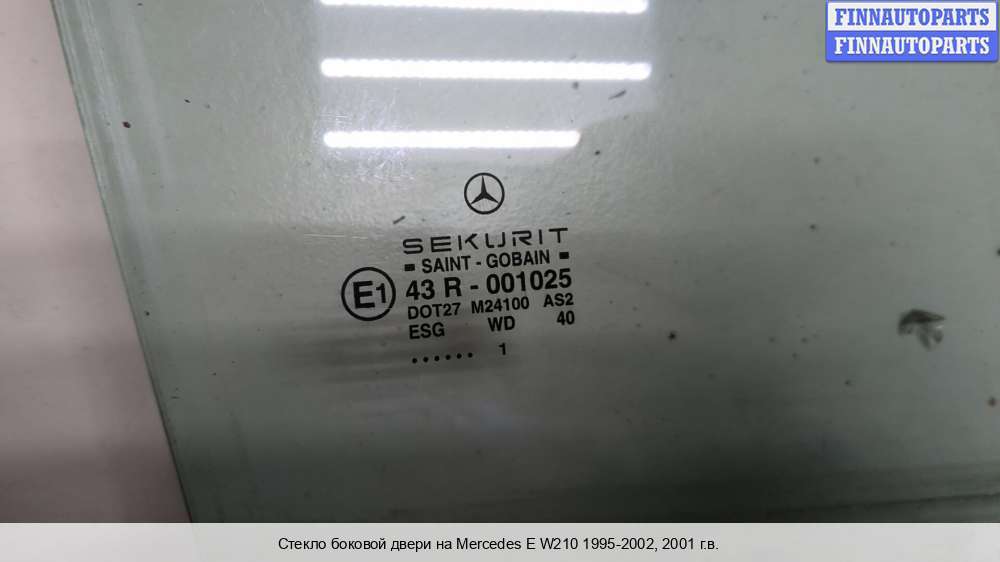 FINNAUTOPARTS
FINNAUTOPARTS
SEKURIT
SAINT - GOBAIN
E1 43 R - 001025
DOT27 M24100 AS2
ESG WD 40
...... 1
Стекло боковой двери на Mercedes E W210 1995-2002, 2001 г.в.